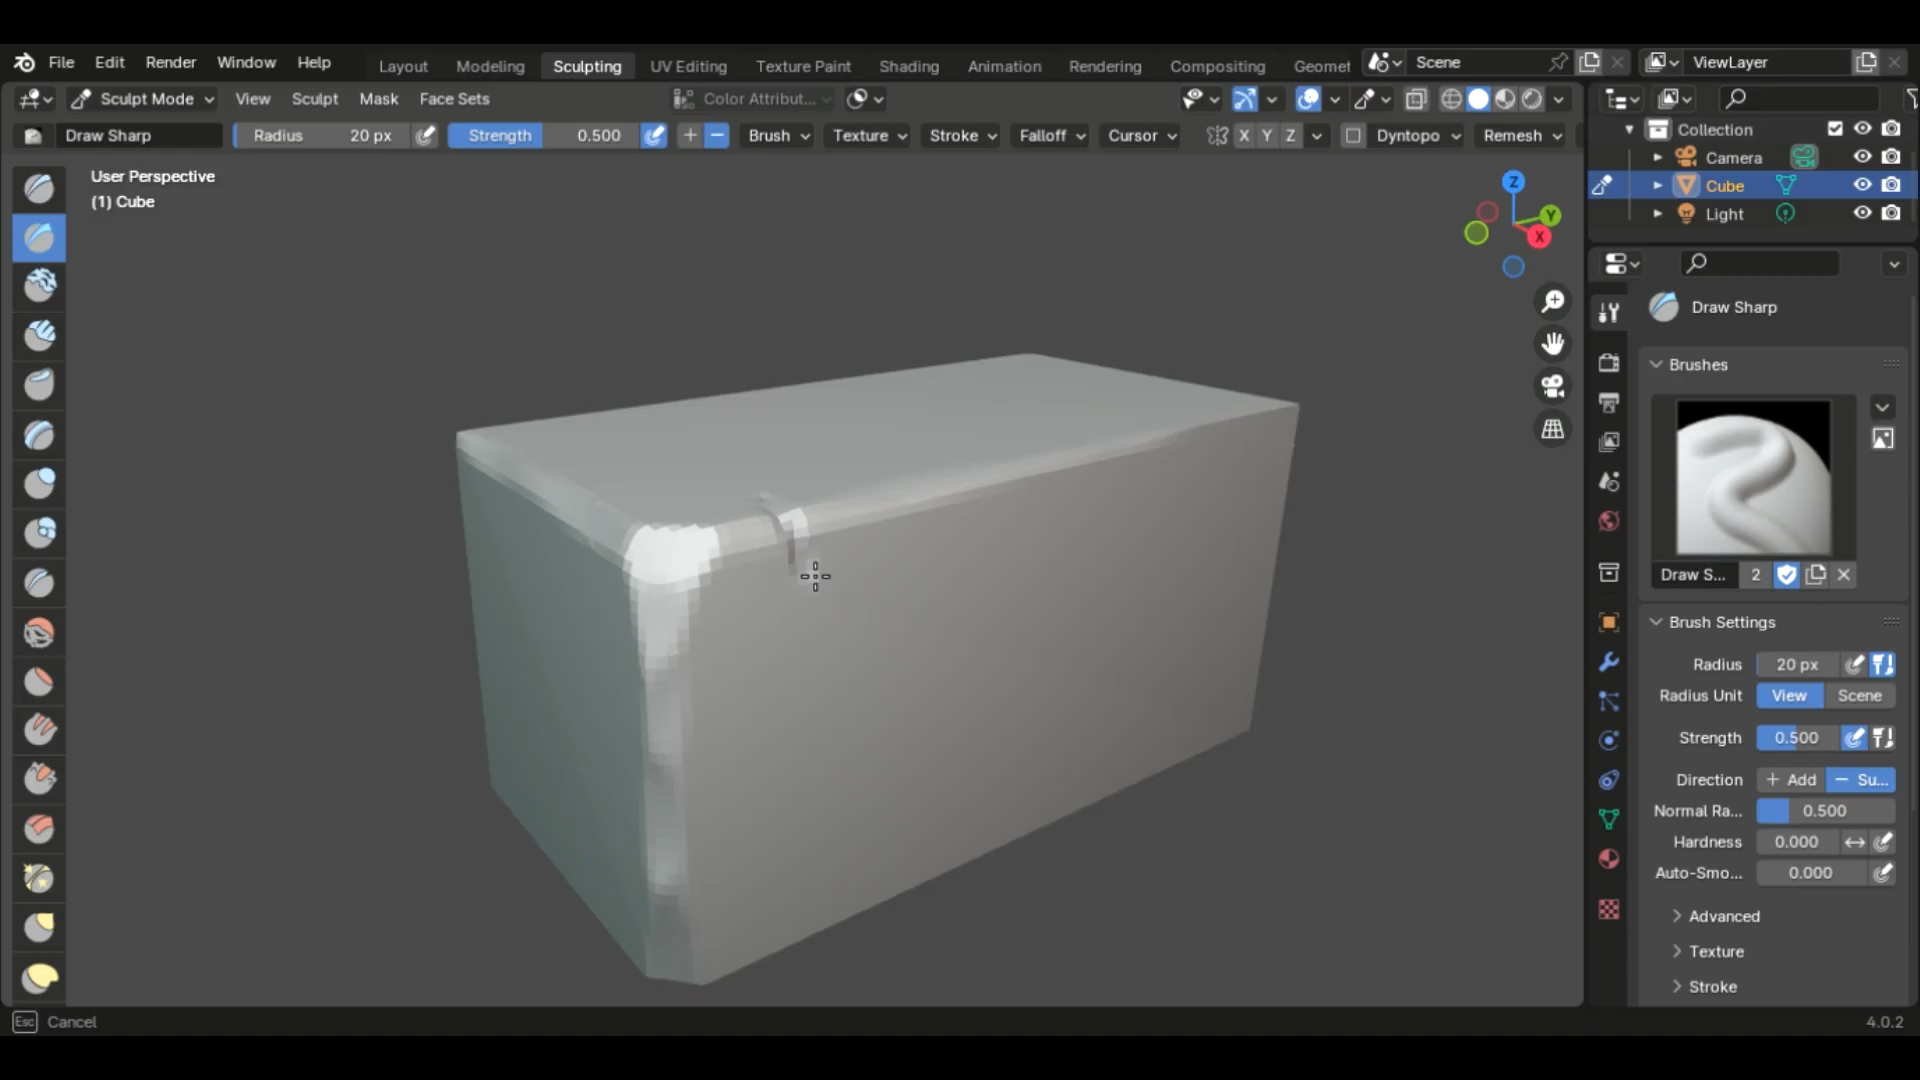 File Edit Render Window Help Layout Modeling Sculpting UV Editing Texture Paint Shading Animation Rendering Compositing Geomet Scene ViewLayer
Sculpt Mode View Sculpt Mask Face Sets Color Attribut...
Draw Sharp Radius 20 px Strength 0.500 Brush Texture Stroke Falloff Cursor X Y Z Dyntopo Remesh
User Perspective
(1) Cube
Z
Y
X
Collection
Camera
Cube
Light
Draw Sharp
Brushes
Draw S... 2
Brush Settings
Radius 20 px
Radius Unit View Scene
Strength 0.500
Direction + Add − Su...
Normal Ra... 0.500
Hardness 0.000
Auto-Smo... 0.000
Advanced
Texture
Stroke
Esc Cancel 4.0.2